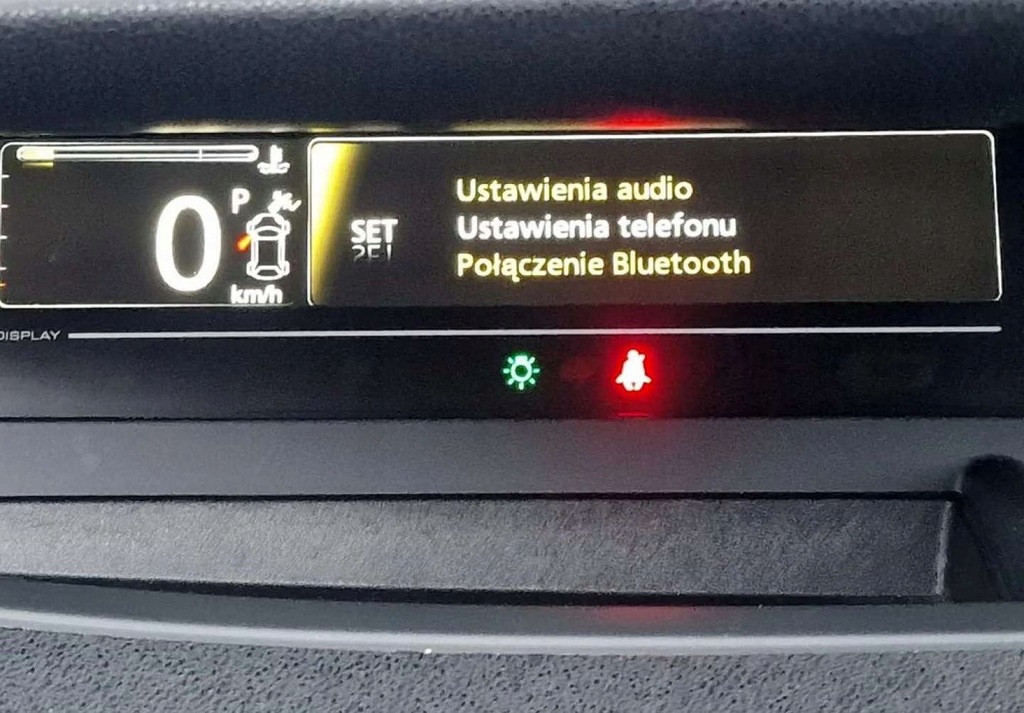 0
P
km/h
SET
Ustawienia audio
Ustawienia telefonu
Połączenie Bluetooth
DISPLAY